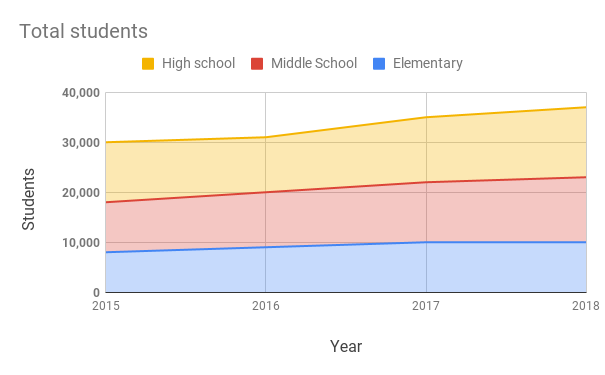 Total students
High school Middle School Elementary
40,000
30,000
20,000
10,000
0
Students
2015 2016 2017 2018
Year